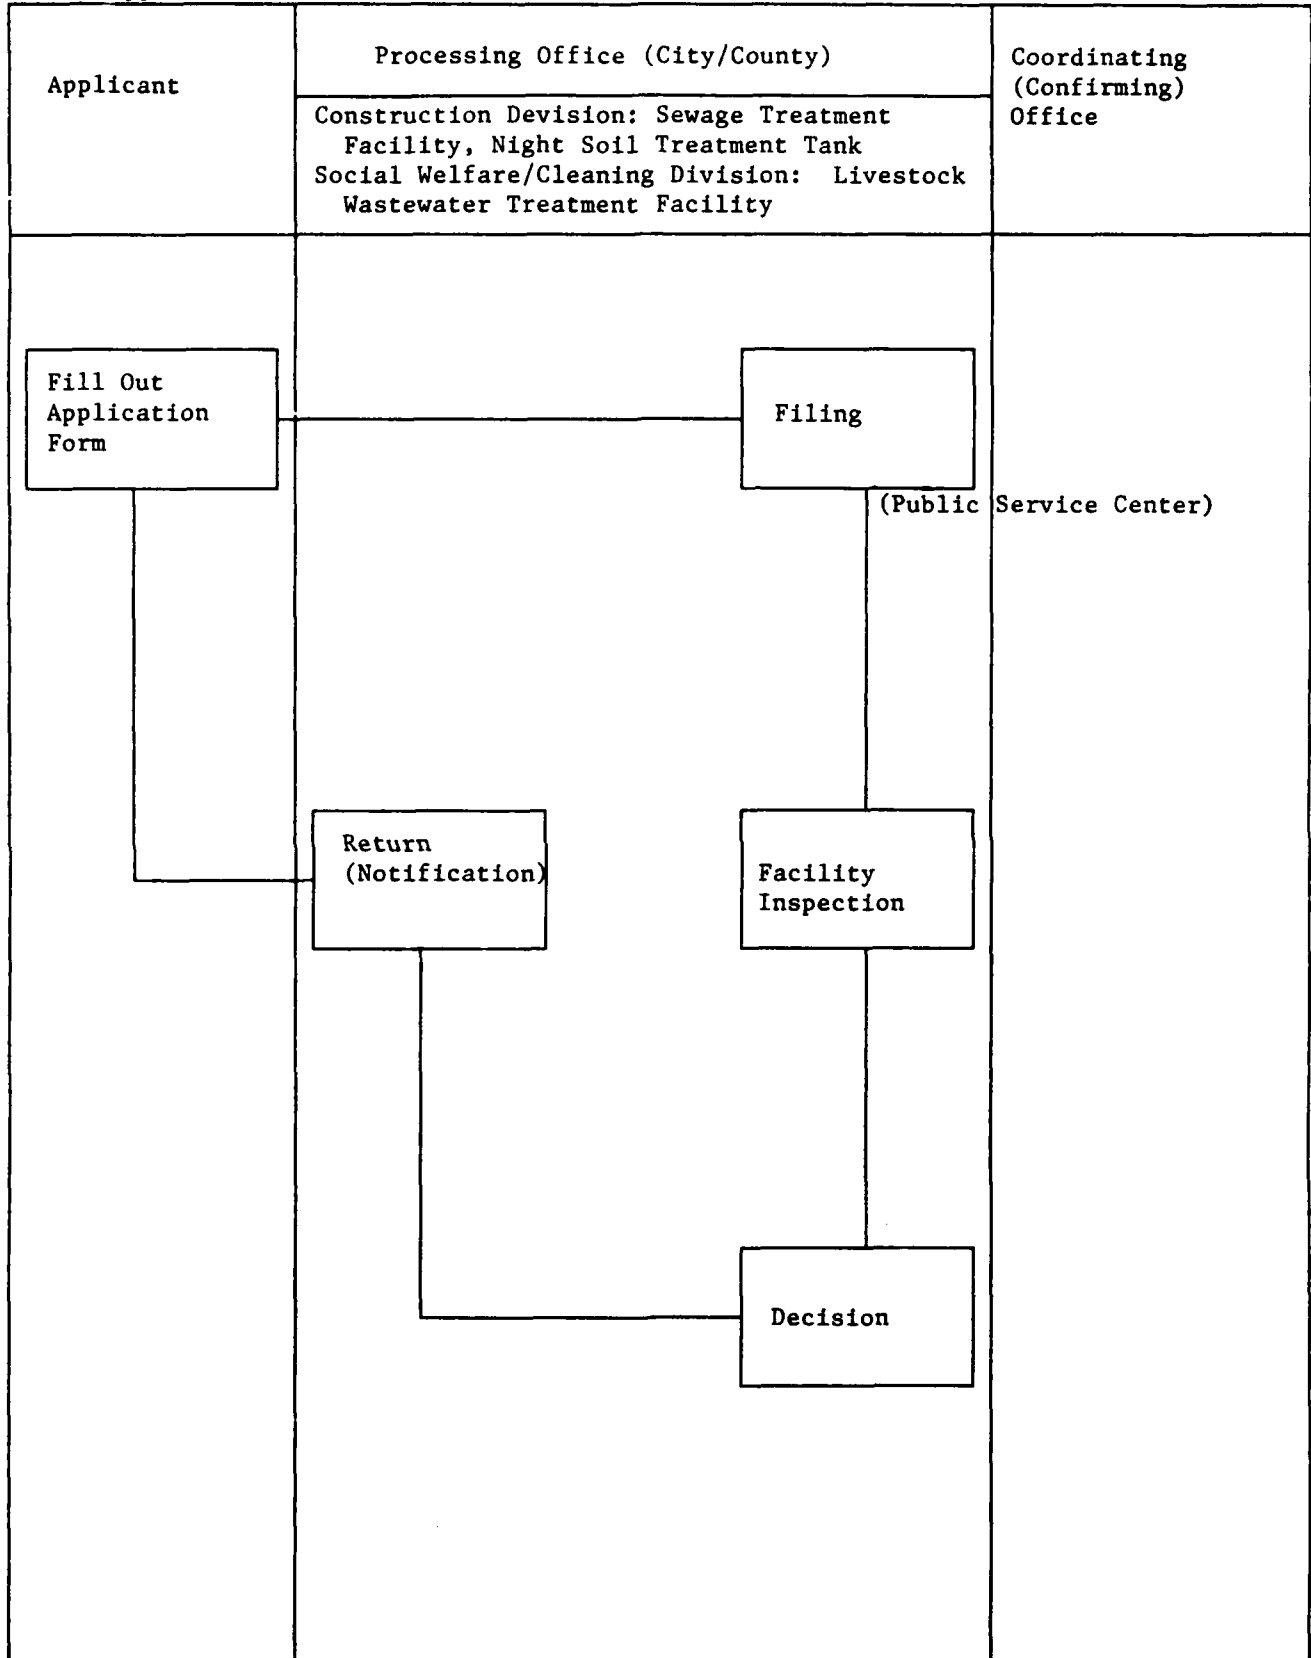 Applicant
Processing Office (City/County)
Construction Devision: Sewage Treatment
Facility, Night Soil Treatment Tank
Social Welfare/Cleaning Division: Livestock
Wastewater Treatment Facility
Coordinating
(Confirming)
Office
Fill Out
Application
Form
Filing
(Public Service Center)
Return
(Notification)
Facility
Inspection
Decision